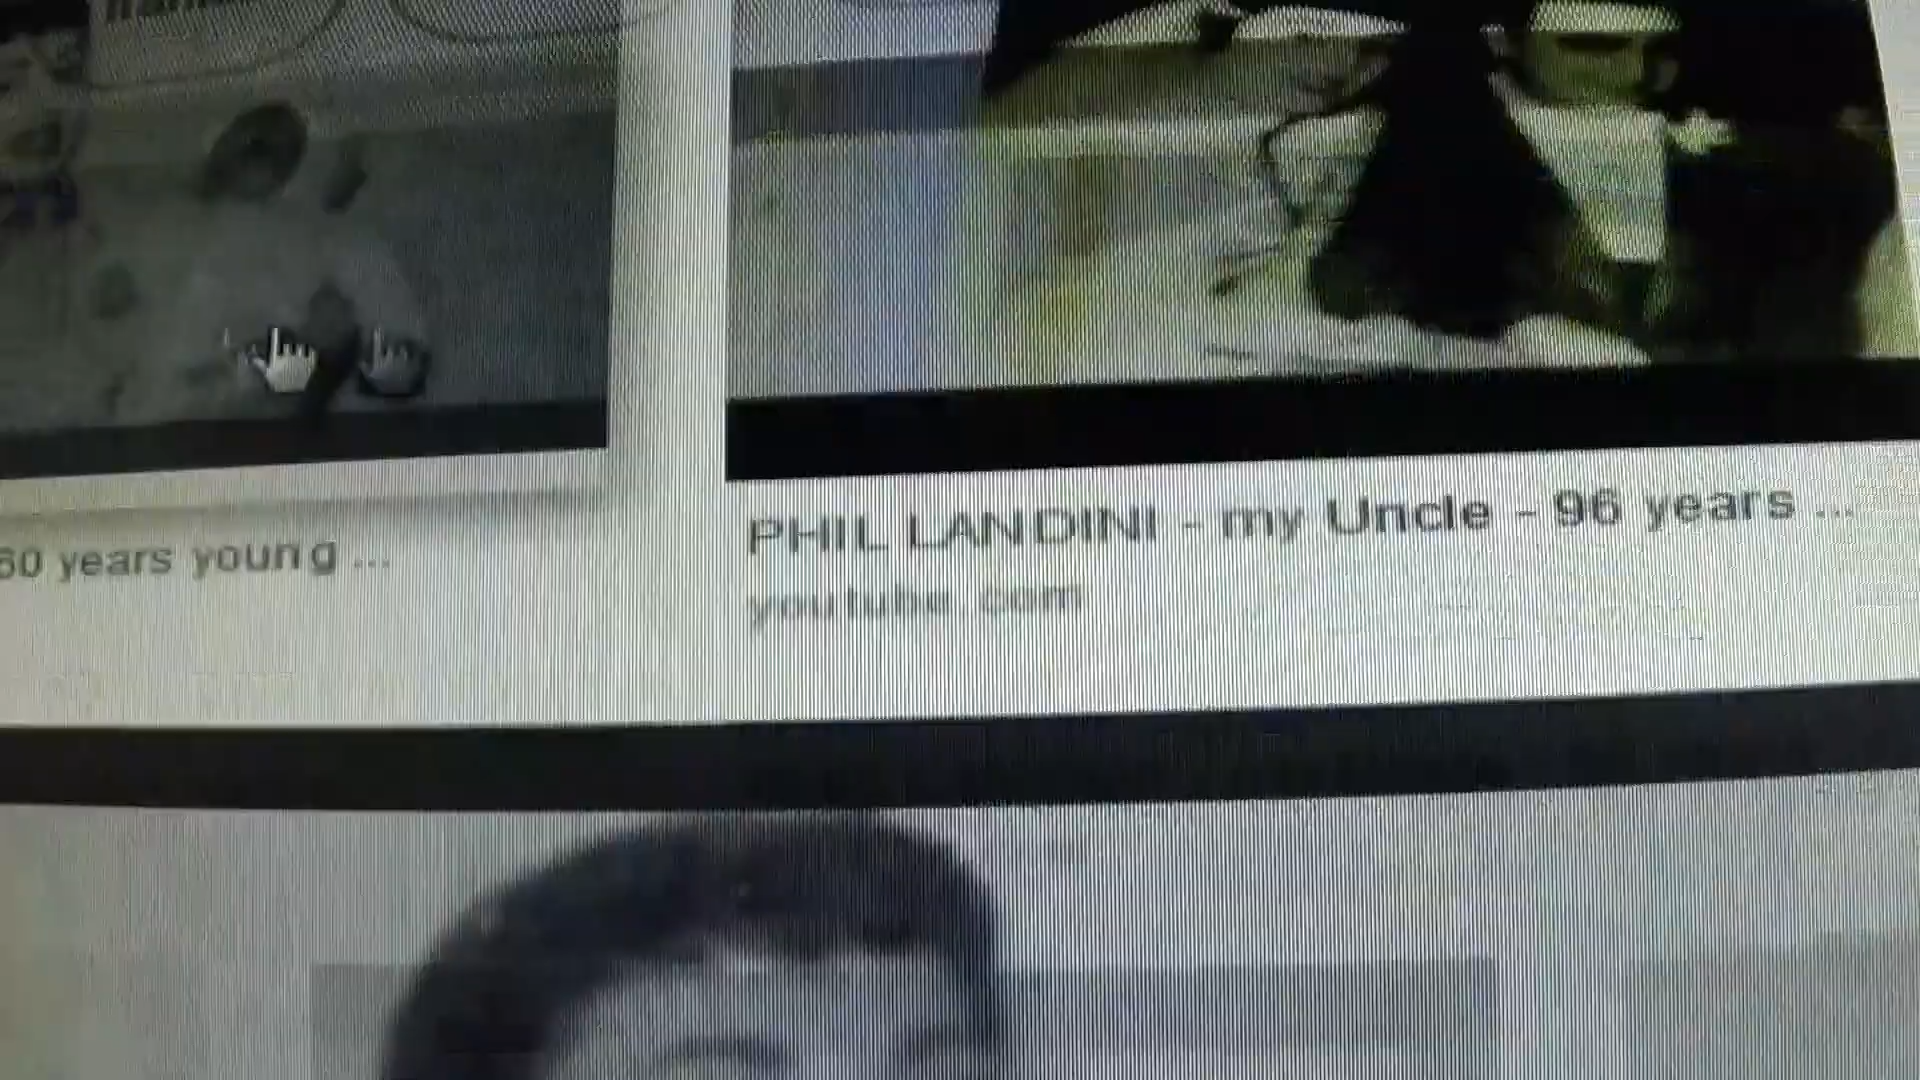 60 years young ...
PHIL LANDINI - my Uncle - 96 years ...
youtube.com